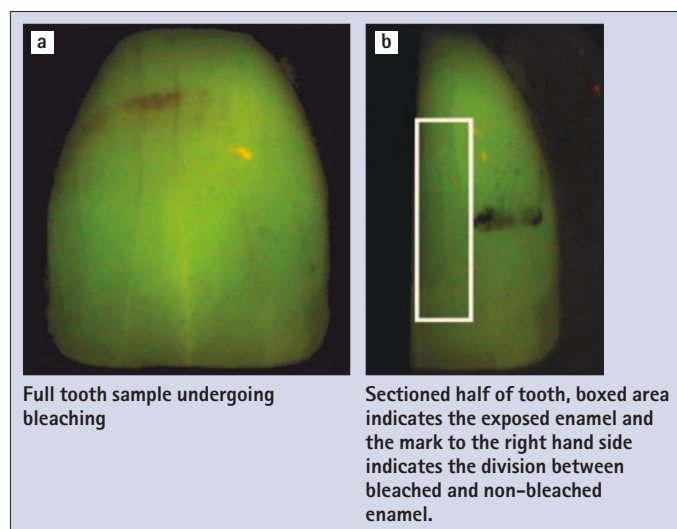 a
b
Full tooth sample undergoing
bleaching
Sectioned half of tooth, boxed area
indicates the exposed enamel and
the mark to the right hand side
indicates the division between
bleached and non-bleached
enamel.